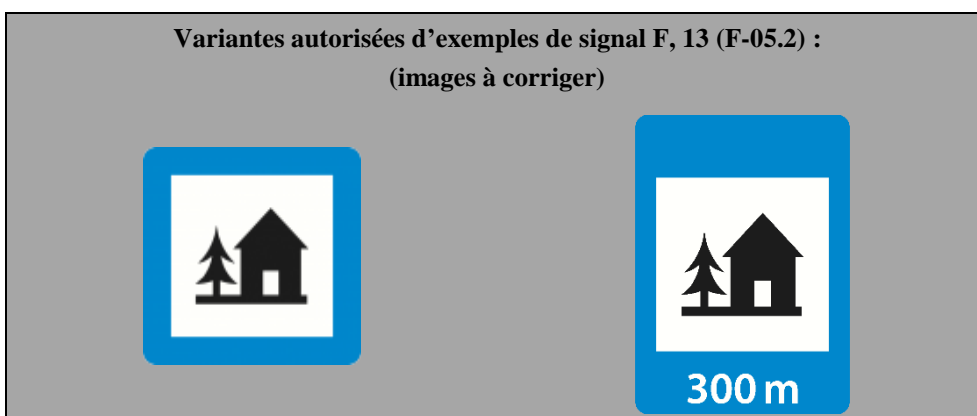 Variantes autorisées d’exemples de signal F, 13 (F-05.2) :
(images à corriger)
300 m